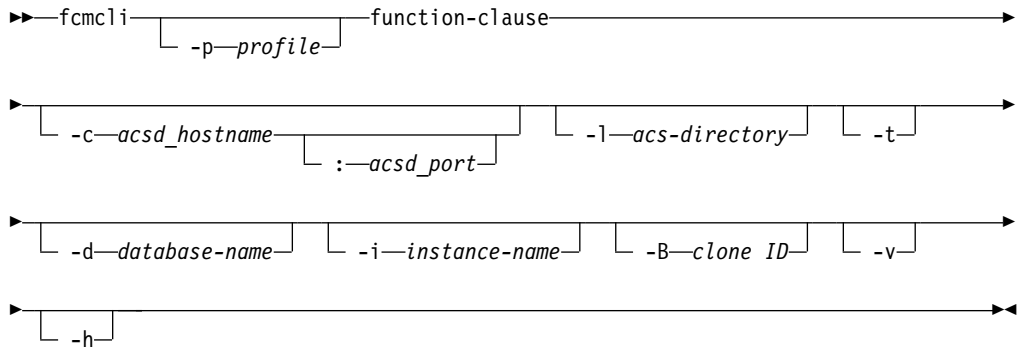 fcmcli function-clause
-p profile
-c acsd_hostname -l acs-directory -t
: acsd_port
-d database-name -i instance-name -B clone ID -v
-h